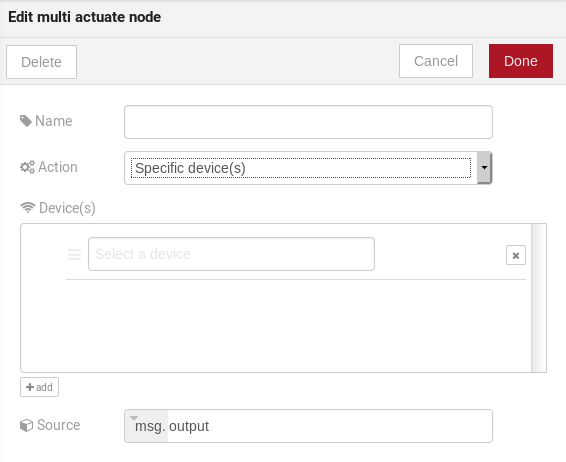 Edit multi actuate node
Delete Cancel Done
Name
Action Specific device(s)
Device(s)
Select a device
add
Source msg. output